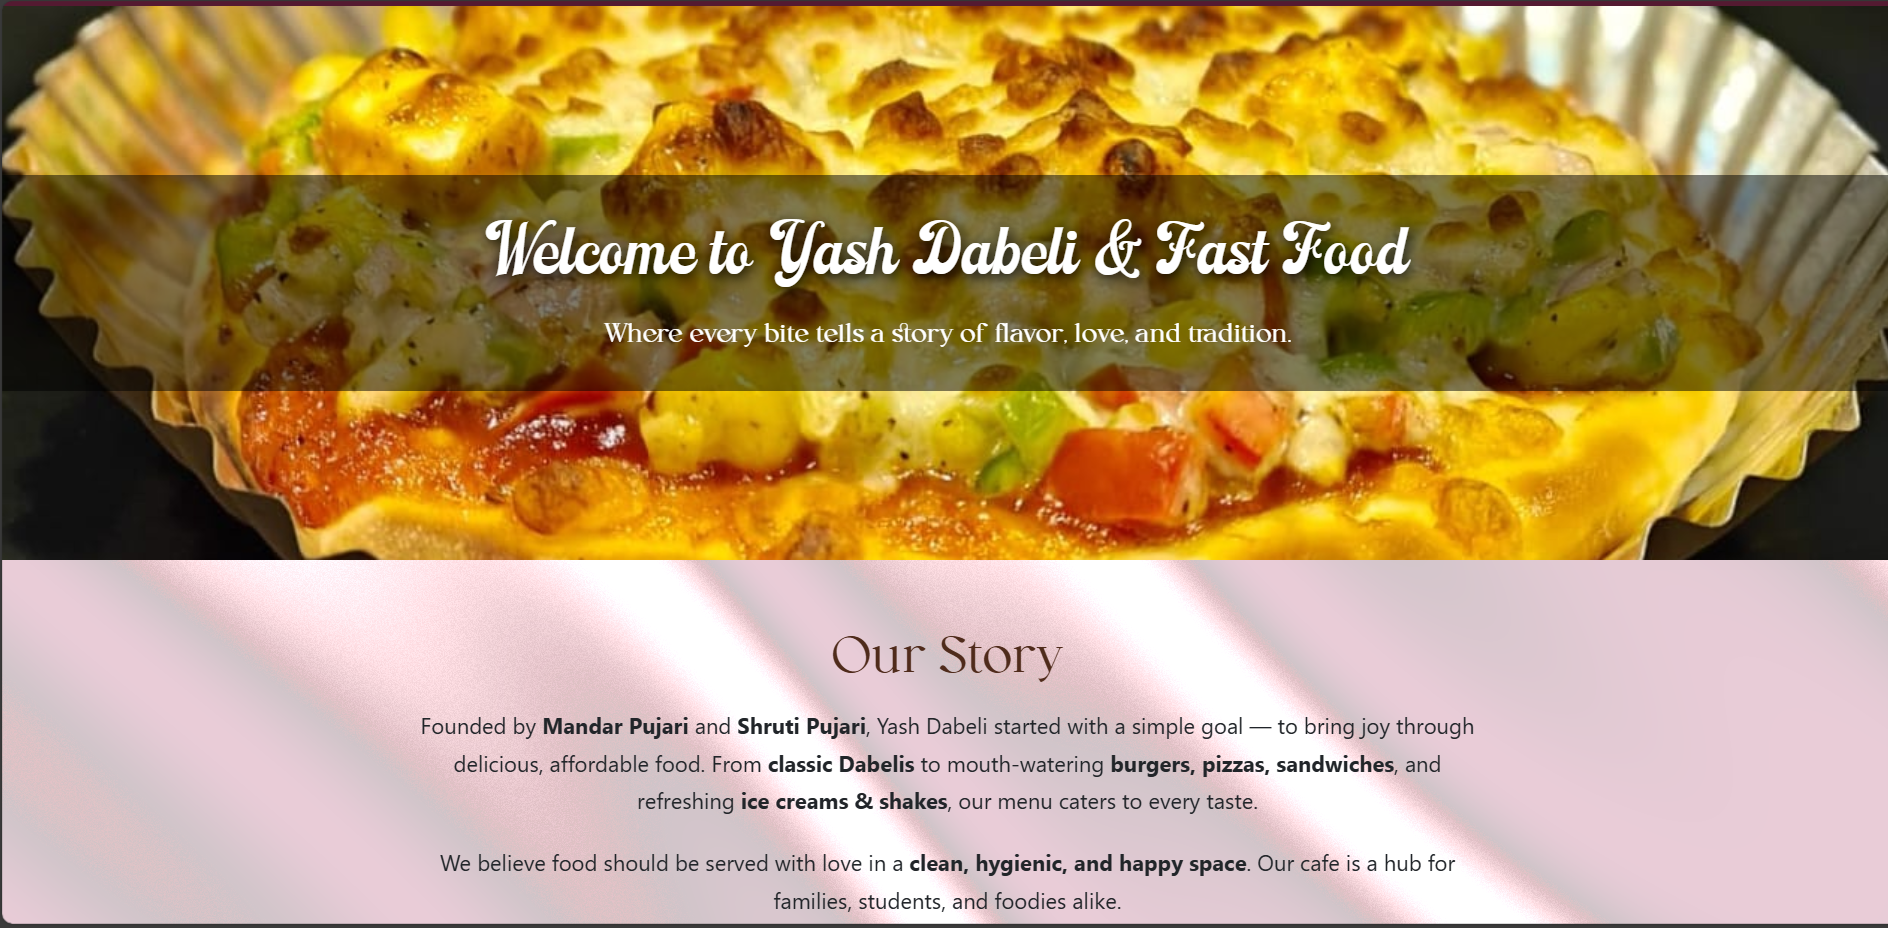 Welcome to Yash Dabeli & Fast Food
Where every bite tells a story of flavor, love, and tradition.
Our Story
Founded by Mandar Pujari and Shruti Pujari, Yash Dabeli started with a simple goal — to bring joy through
delicious, affordable food. From classic Dabelis to mouth-watering burgers, pizzas, sandwiches, and
refreshing ice creams & shakes, our menu caters to every taste.
We believe food should be served with love in a clean, hygienic, and happy space. Our cafe is a hub for
families, students, and foodies alike.